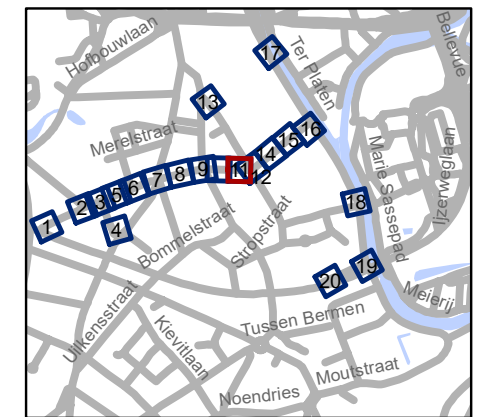 Hofbouwlaan
Ter Platen
Bellevue
17
13
Merelstraat
16
15
14
Marie Sassepad
Ijzerweglaan
11
12
9
8
7
6
5
3
2
1
4
18
Bommelstraat
Stropstraat
19
20
Meierij
Uilkensstraat
Kievitlaan
Tussen Bermen
Moutstraat
Noendries